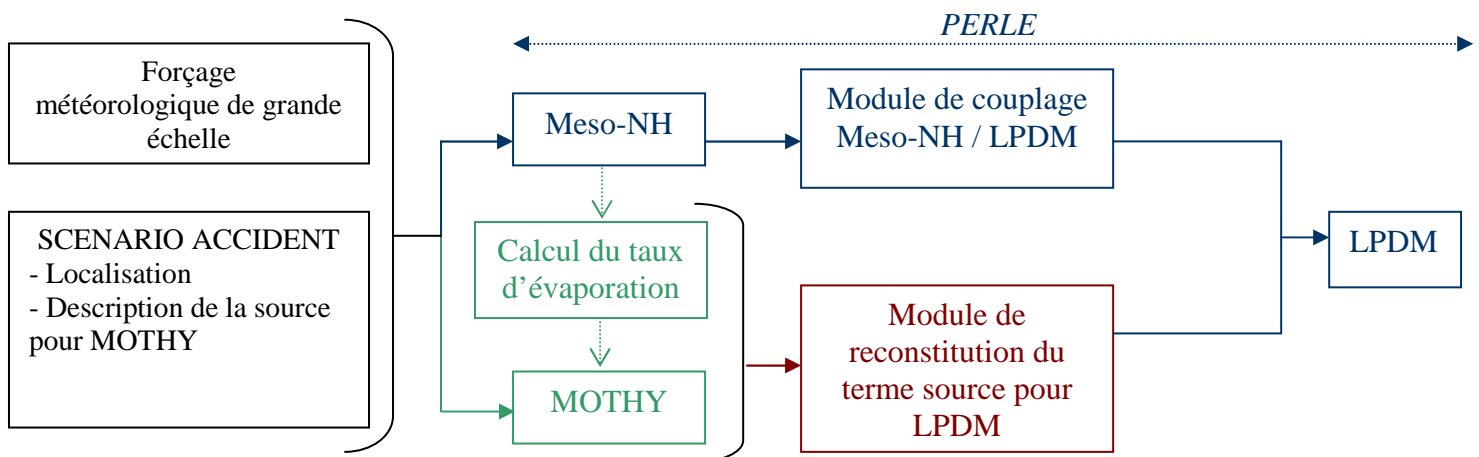 PERLE
Forçage
météorologique de grande
échelle
SCENARIO ACCIDENT
- Localisation
- Description de la source
pour MOTHY
Meso-NH
Module de couplage
Meso-NH / LPDM
Calcul du taux
d’évaporation
MOTHY
Module de
reconstitution du
terme source pour
LPDM
LPDM